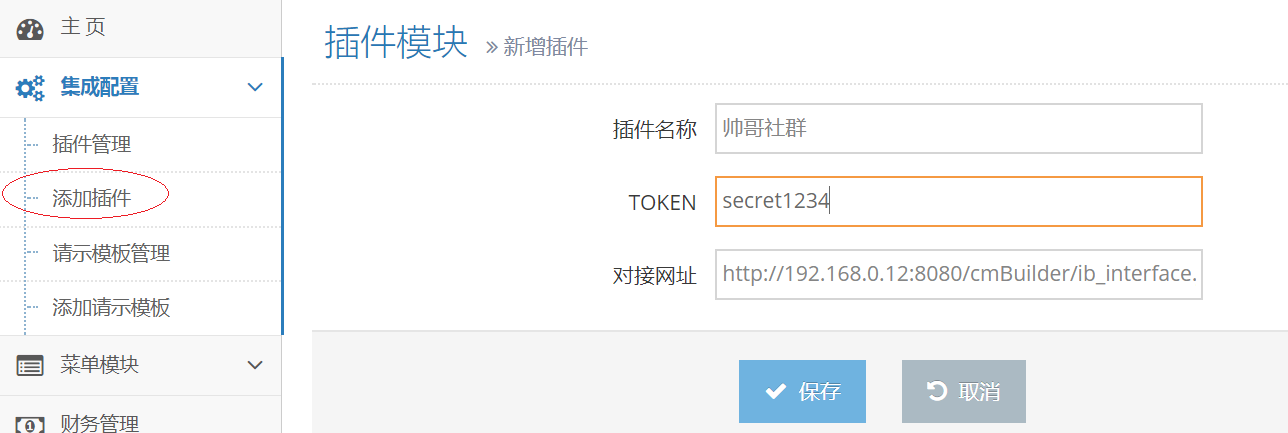 主 页
集成配置
插件管理
添加插件
请示模板管理
添加请示模板
菜单模块
财务管理
插件模块 » 新增插件
插件名称 帅哥社群
TOKEN secret1234
对接网址 http://192.168.0.12:8080/cmBuilder/ib_interface.
保存 取消